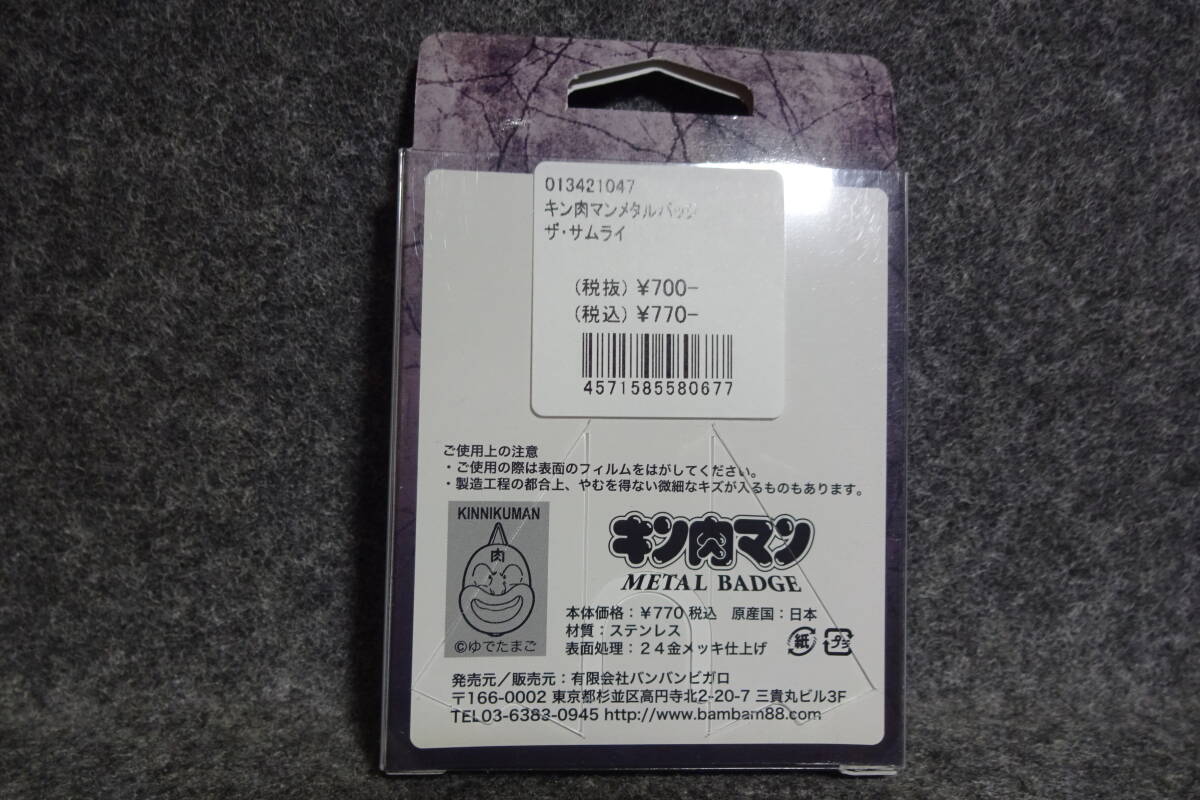 013421047
キン肉マンメタルバッジ
ザ・サムライ
(税抜) ¥700-
(税込) ¥770-
4571585580677
ご使用上の注意
・ご使用の際は表面のフィルムをはがしてください。
・製造工程の都合上、やむを得ない微細なキズが入るものもあります。
KINNIKUMAN
肉
©ゆでたまご
キン肉マン
METAL BADGE
本体価格：¥770 税込 原産国：日本
材質：ステンレス
表面処理：24金メッキ仕上げ
紙
プラ
発売元／販売元：有限会社バンバンビガロ
〒166-0002 東京都杉並区高円寺北2-20-7 三貴丸ビル3F
TEL03-6383-0945 http://www.bambam88.com